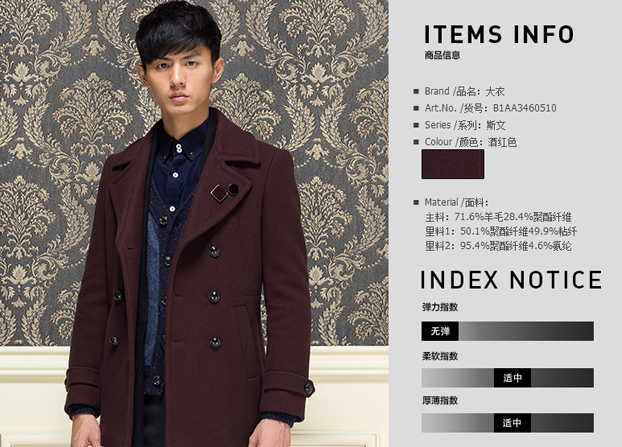 ITEMS INFO
商品信息
Brand /品名：大衣
Art.No. /货号：B1AA3460510
Series /系列：斯文
Colour /颜色：酒红色
Material /面料：
主料：71.6%羊毛28.4%聚酯纤维
里料1：50.1%聚酯纤维49.9%粘纤
里料2：95.4%聚酯纤维4.6%氨纶
INDEX NOTICE
弹力指数
无弹
柔软指数
适中
厚薄指数
适中